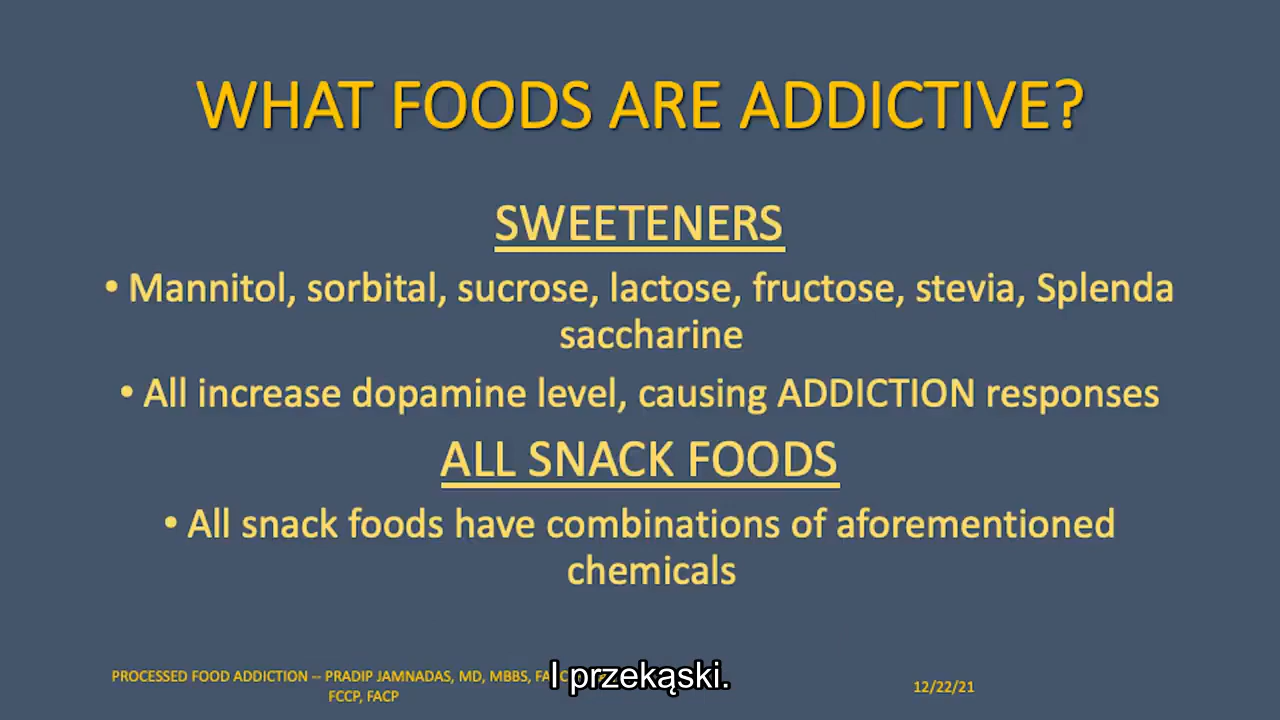 WHAT FOODS ARE ADDICTIVE?
SWEETENERS
• Mannitol, sorbital, sucrose, lactose, fructose, stevia, Splenda
saccharine
• All increase dopamine level, causing ADDICTION responses
ALL SNACK FOODS
• All snack foods have combinations of aforementioned
chemicals
PROCESSED FOOD ADDICTION -- PRADIP JAMNADAS, MD, MBBS,
FCCP, FACP
I przekąski.
12/22/21